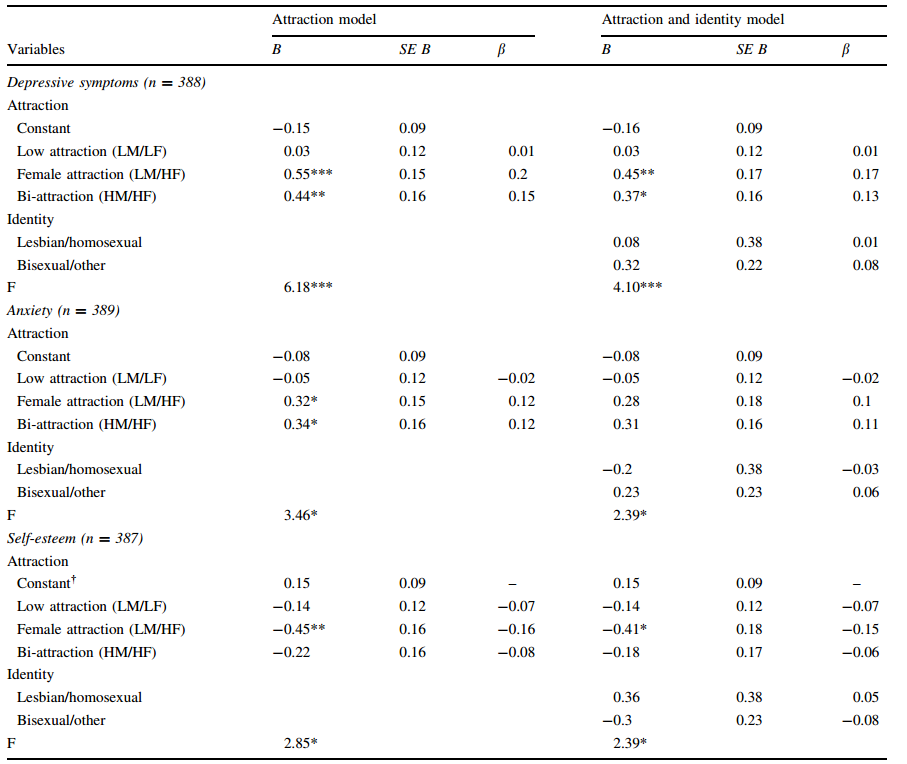 Attraction model Attraction and identity model
Variables B SE B β B SE B β
Depressive symptoms (n = 388)
Attraction
Constant −0.15 0.09 −0.16 0.09
Low attraction (LM/LF) 0.03 0.12 0.01 0.03 0.12 0.01
Female attraction (LM/HF) 0.55*** 0.15 0.2 0.45** 0.17 0.17
Bi-attraction (HM/HF) 0.44** 0.16 0.15 0.37* 0.16 0.13
Identity
Lesbian/homosexual 0.08 0.38 0.01
Bisexual/other 0.32 0.22 0.08
F 6.18*** 4.10***
Anxiety (n = 389)
Attraction
Constant −0.08 0.09 −0.08 0.09
Low attraction (LM/LF) −0.05 0.12 −0.02 −0.05 0.12 −0.02
Female attraction (LM/HF) 0.32* 0.15 0.12 0.28 0.18 0.1
Bi-attraction (HM/HF) 0.34* 0.16 0.12 0.31 0.16 0.11
Identity
Lesbian/homosexual −0.2 0.38 −0.03
Bisexual/other 0.23 0.23 0.06
F 3.46* 2.39*
Self-esteem (n = 387)
Attraction
Constant† 0.15 0.09 – 0.15 0.09 –
Low attraction (LM/LF) −0.14 0.12 −0.07 −0.14 0.12 −0.07
Female attraction (LM/HF) −0.45** 0.16 −0.16 −0.41* 0.18 −0.15
Bi-attraction (HM/HF) −0.22 0.16 −0.08 −0.18 0.17 −0.06
Identity
Lesbian/homosexual 0.36 0.38 0.05
Bisexual/other −0.3 0.23 −0.08
F 2.85* 2.39*